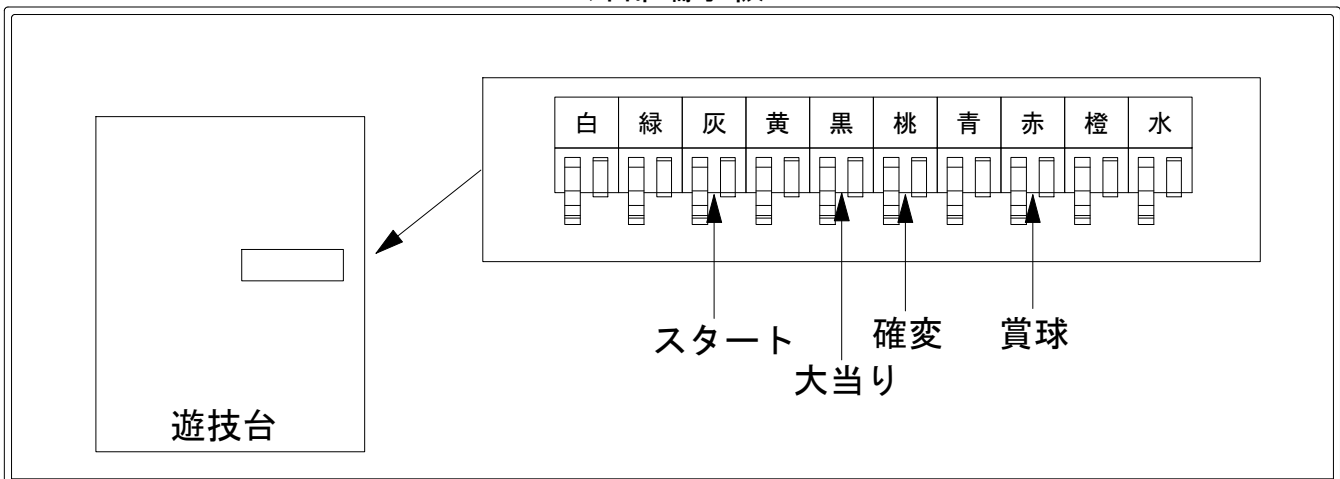 白 緑 灰 黄 黒 桃 青 赤 橙 水
スタート
確変
賞球
大当り
遊技台